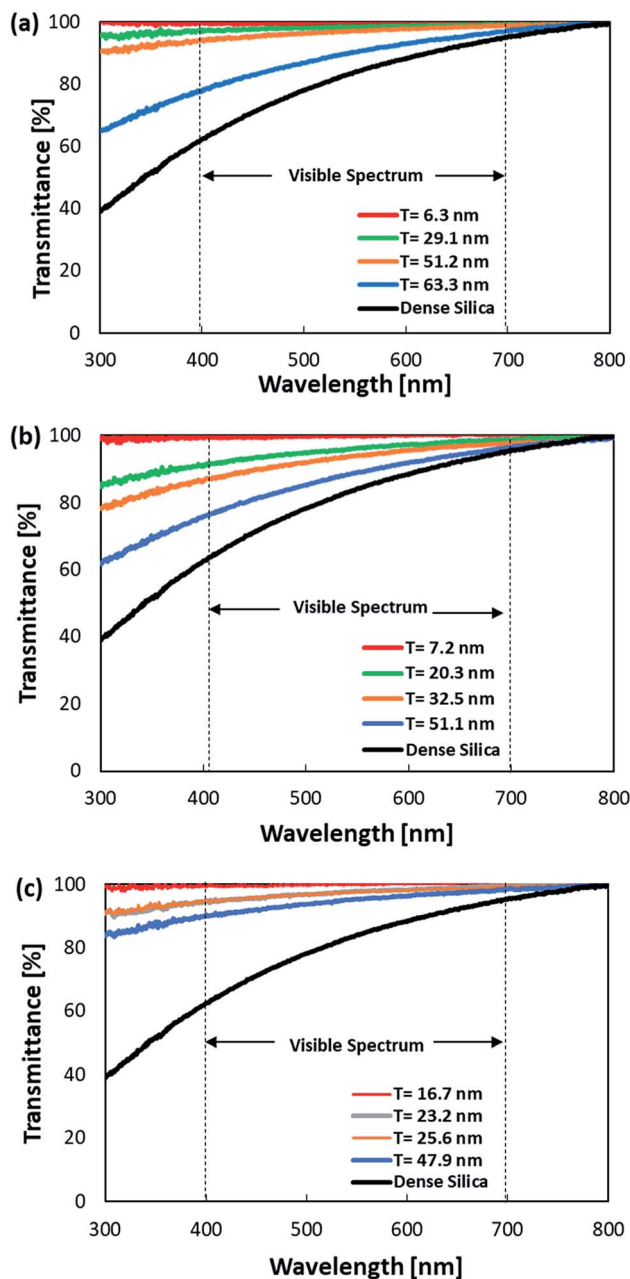 (a)
Transmittance [%]
100
80
60
40
20
0
Visible Spectrum
T= 6.3 nm
T= 29.1 nm
T= 51.2 nm
T= 63.3 nm
Dense Silica
300 400 500 600 700 800
Wavelength [nm]
(b)
Transmittance [%]
100
80
60
40
20
0
Visible Spectrum
T= 7.2 nm
T= 20.3 nm
T= 32.5 nm
T= 51.1 nm
Dense Silica
300 400 500 600 700 800
Wavelength [nm]
(c)
Transmittance [%]
100
80
60
40
20
0
Visible Spectrum
T= 16.7 nm
T= 23.2 nm
T= 25.6 nm
T= 47.9 nm
Dense Silica
300 400 500 600 700 800
Wavelength [nm]